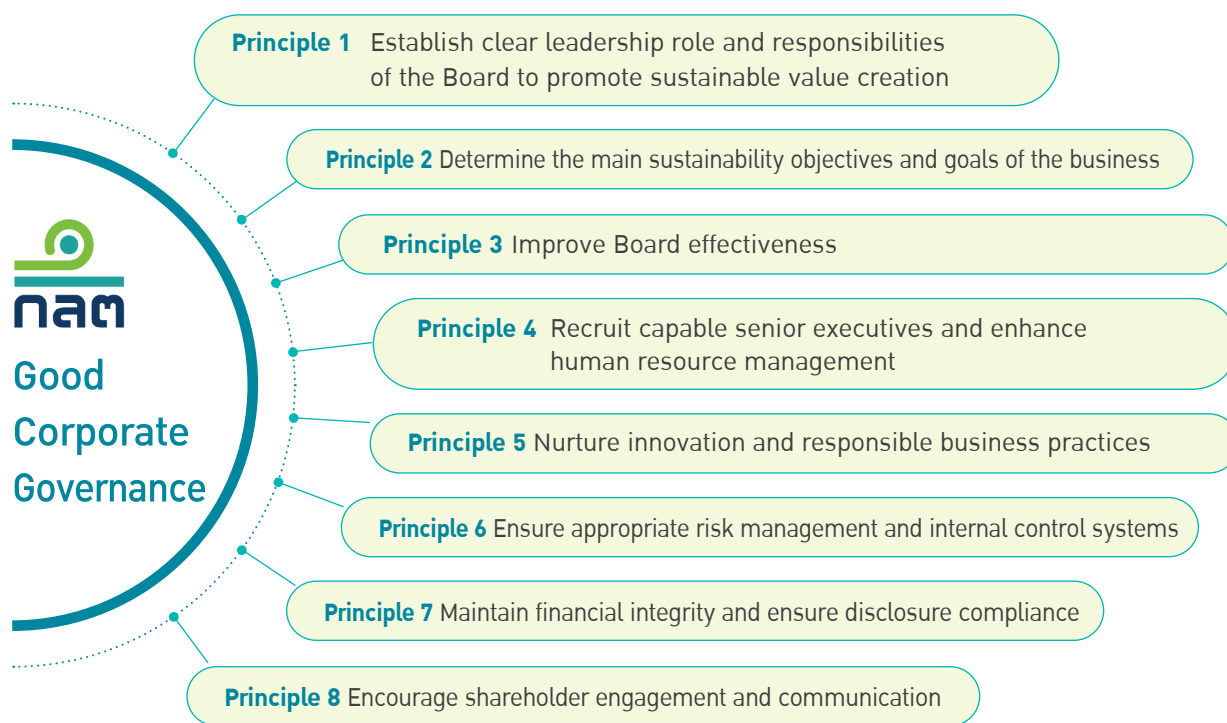 Principle 1 Establish clear leadership role and responsibilities
of the Board to promote sustainable value creation
Principle 2 Determine the main sustainability objectives and goals of the business
Principle 3 Improve Board effectiveness
กลต
Good
Corporate
Governance
Principle 4 Recruit capable senior executives and enhance
human resource management
Principle 5 Nurture innovation and responsible business practices
Principle 6 Ensure appropriate risk management and internal control systems
Principle 7 Maintain financial integrity and ensure disclosure compliance
Principle 8 Encourage shareholder engagement and communication